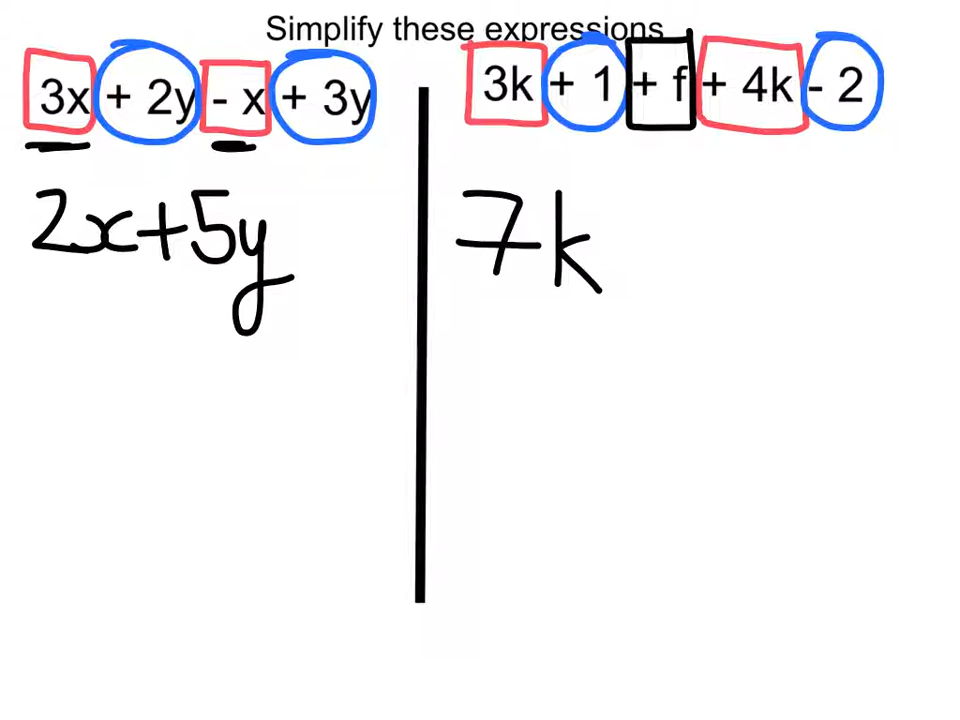 Simplify these expressions
3x + 2y - x + 3y
2x+5y
3k + 1 + f + 4k - 2
7k